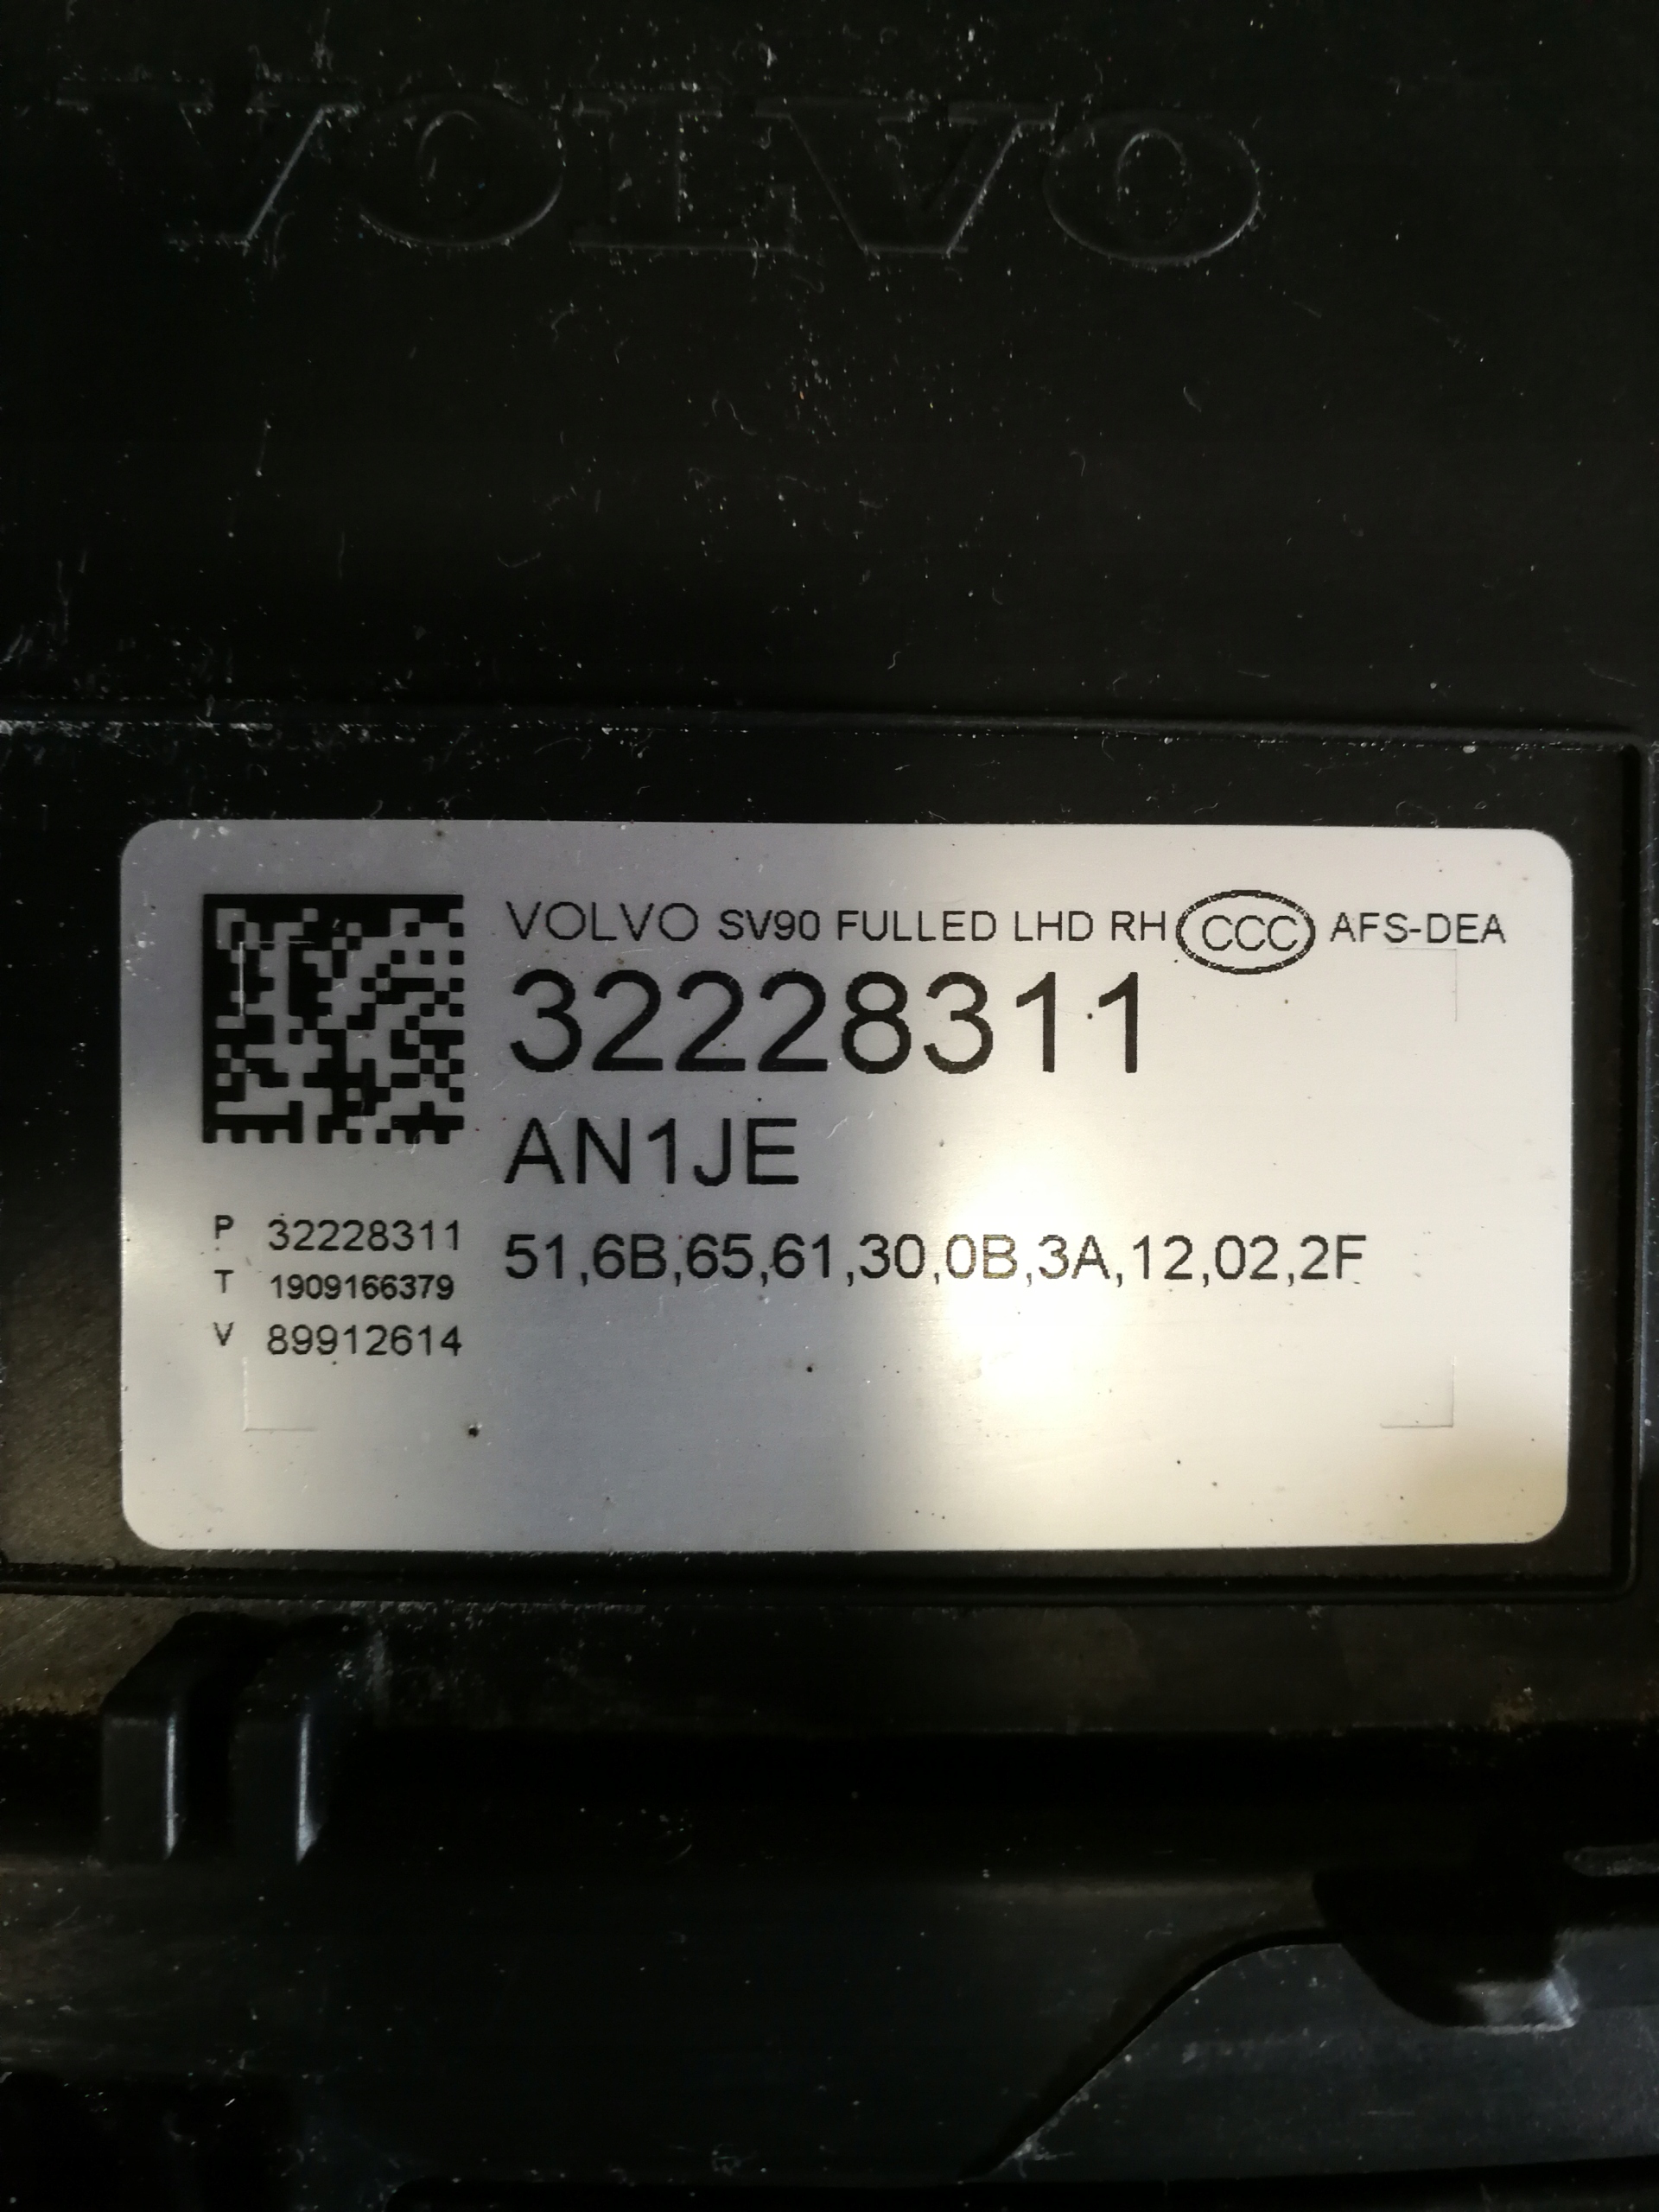 VOLVO
VOLVO SV90 FULLED LHD RH CCC AFS-DEA
32228311
AN1JE
P 32228311
T 1909166379
V 89912614
51,6B,65,61,30,0B,3A,12,02,2F